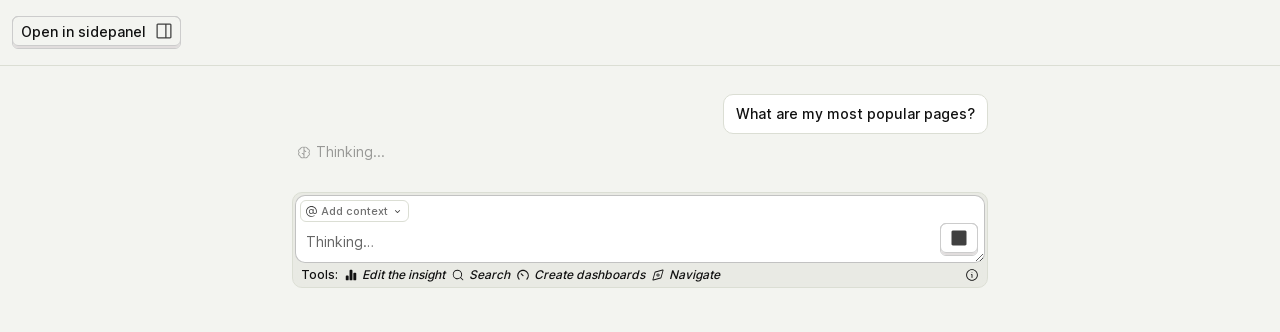 Open in sidepanel
What are my most popular pages?
Thinking...
@ Add context
Thinking...
Tools: Edit the insight Search Create dashboards Navigate